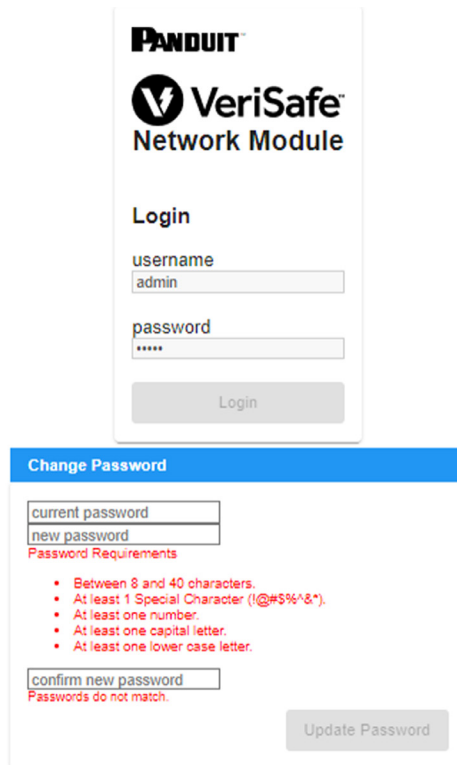 PANDUIT™
VeriSafe™
Network Module
Login
username
admin
password
•••••
Login
Change Password
current password
new password
Password Requirements
• Between 8 and 40 characters.
• At least 1 Special Character (!@#$%^&*).
• At least one number.
• At least one capital letter.
• At least one lower case letter.
confirm new password
Passwords do not match.
Update Password